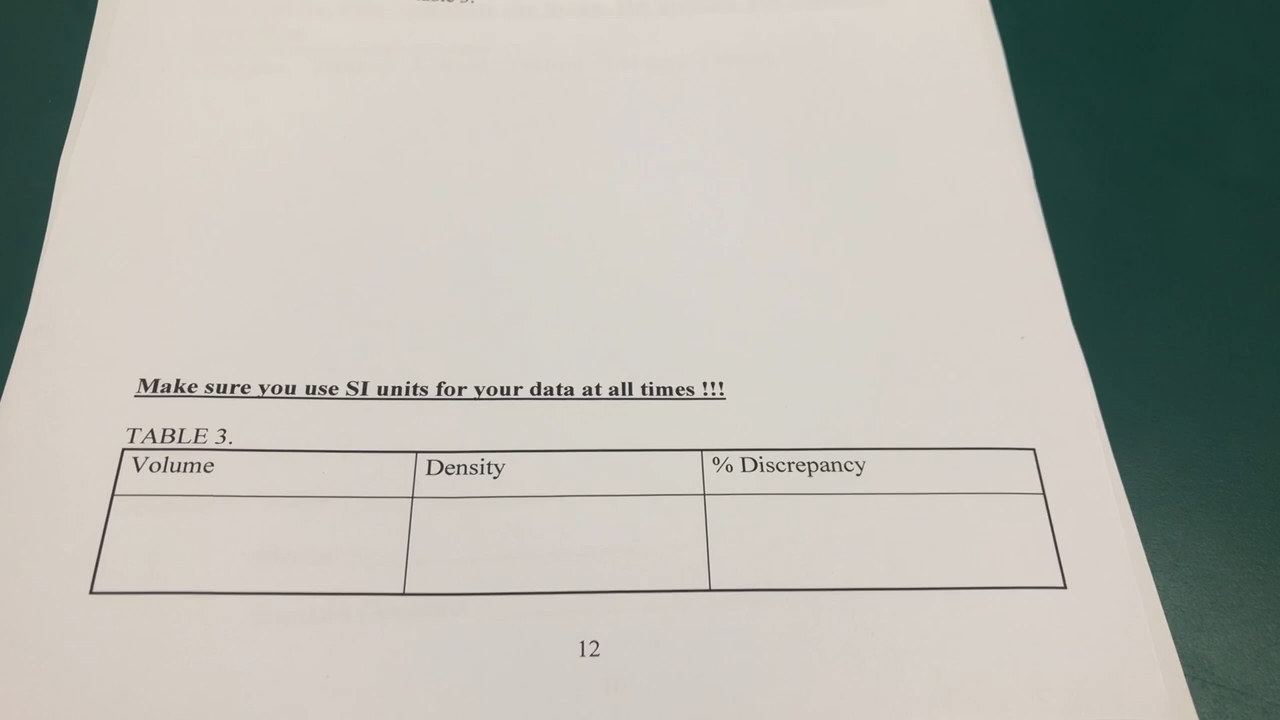 Make sure you use SI units for your data at all times !!!
TABLE 3.
Volume
Density
% Discrepancy
12